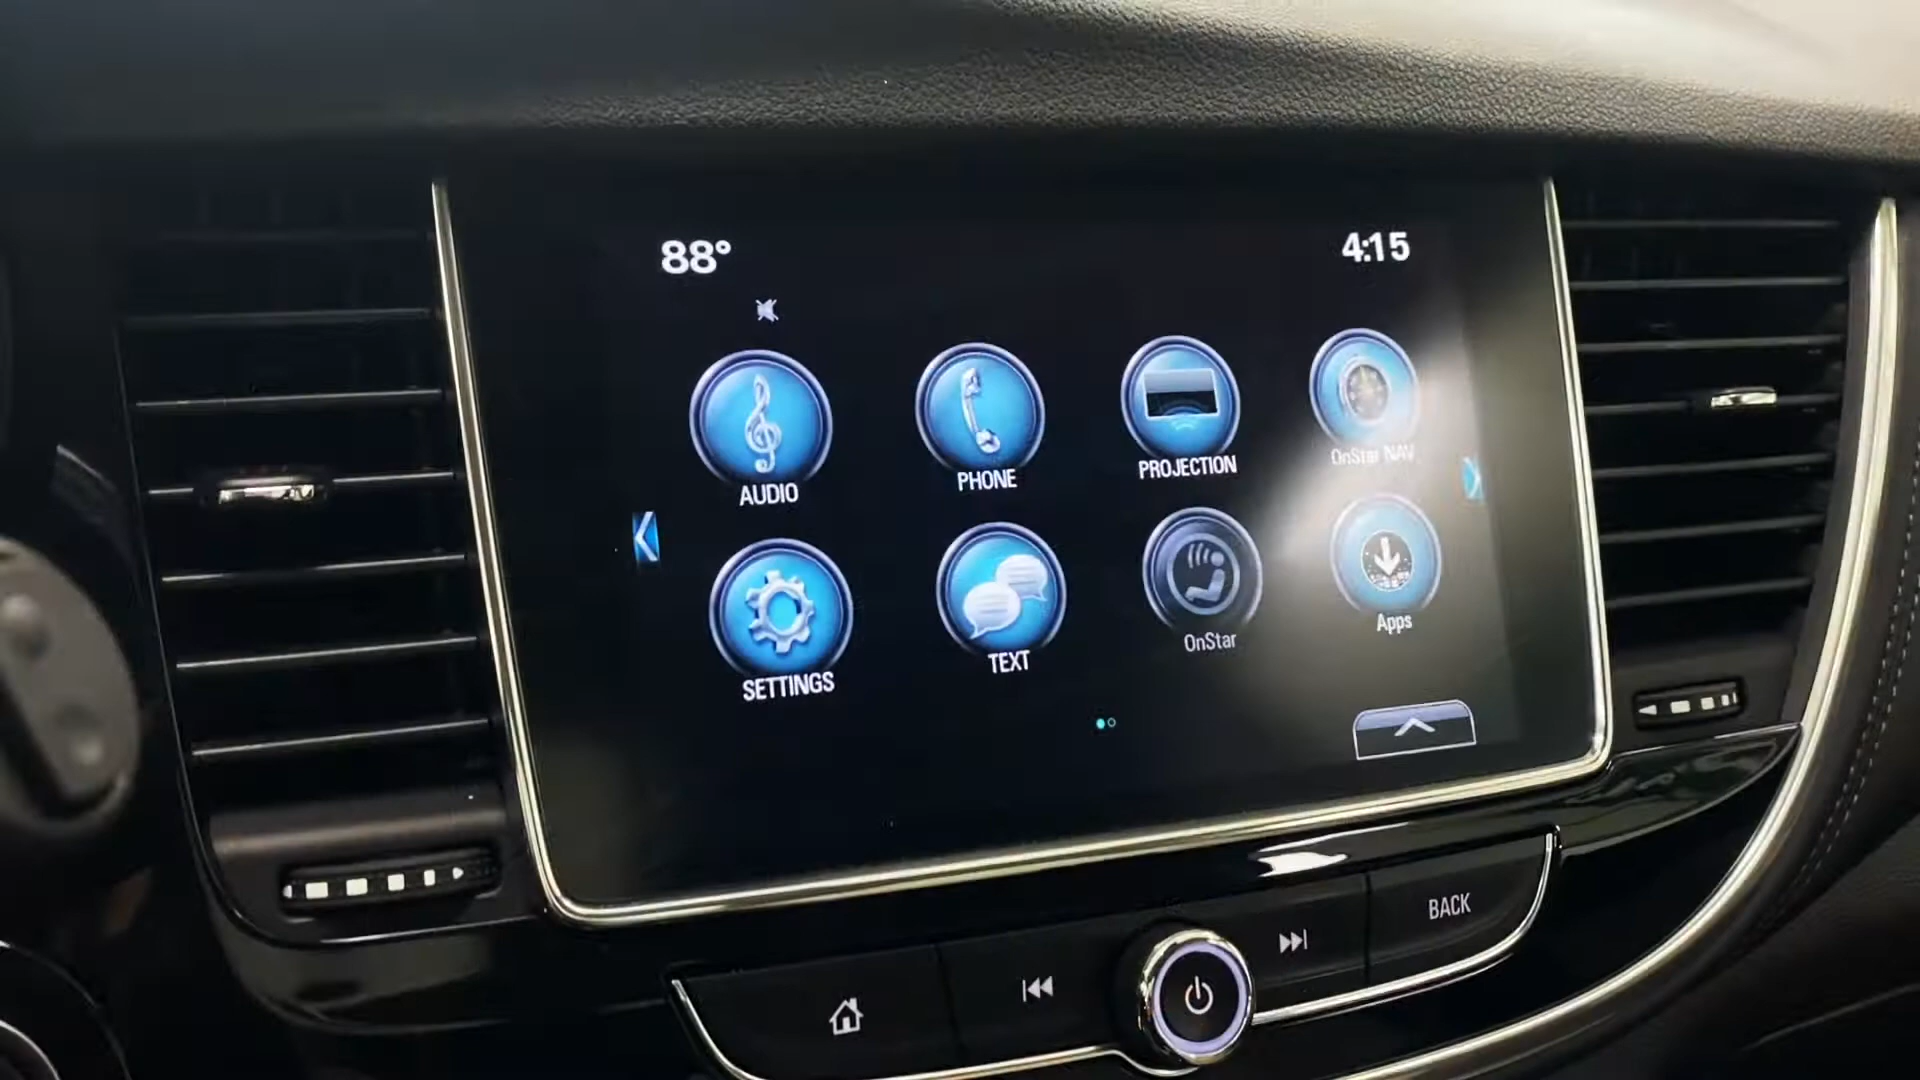 88°
4:15
AUDIO
PHONE
PROJECTION
OnStar NAV
SETTINGS
TEXT
OnStar
Apps
BACK